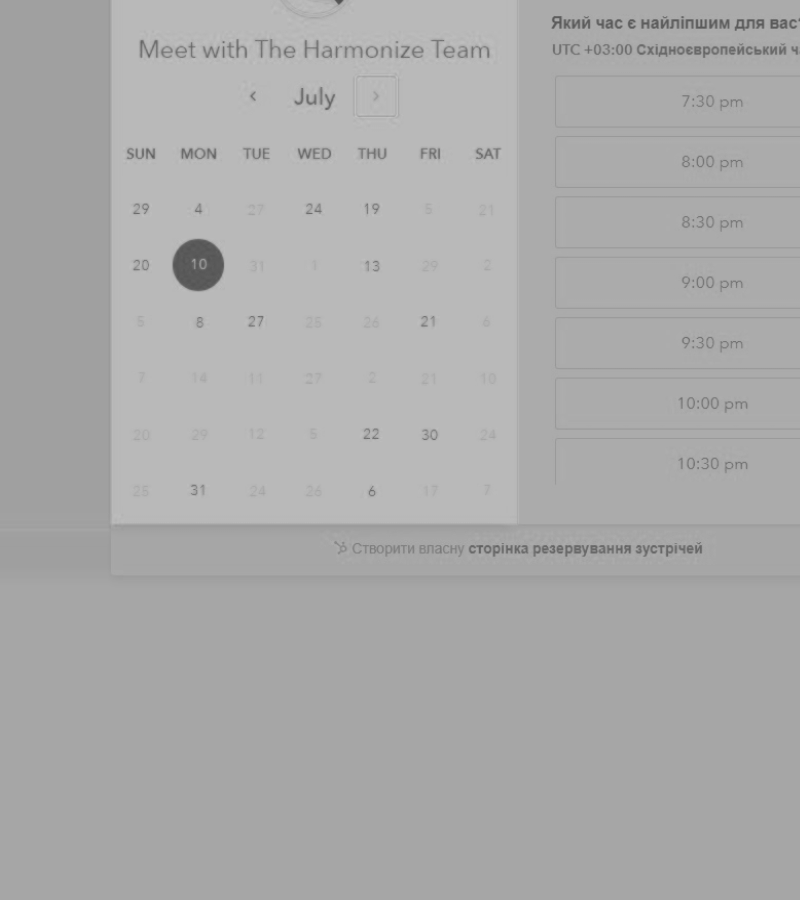 Meet with The Harmonize Team
July
SUN MON TUE WED THU FRI SAT
29 4 27 24 19 5 21
20 10 31 1 13 29 2
5 8 27 25 26 21 6
7 14 11 27 2 21 10
20 29 12 5 22 30 24
25 31 24 26 6 17 7
Який час є найліпшим для вас
UTC +03:00 Східноєвропейський
7:30 pm
8:00 pm
8:30 pm
9:00 pm
9:30 pm
10:00 pm
10:30 pm
Створити власну сторінка резервування зустрічей